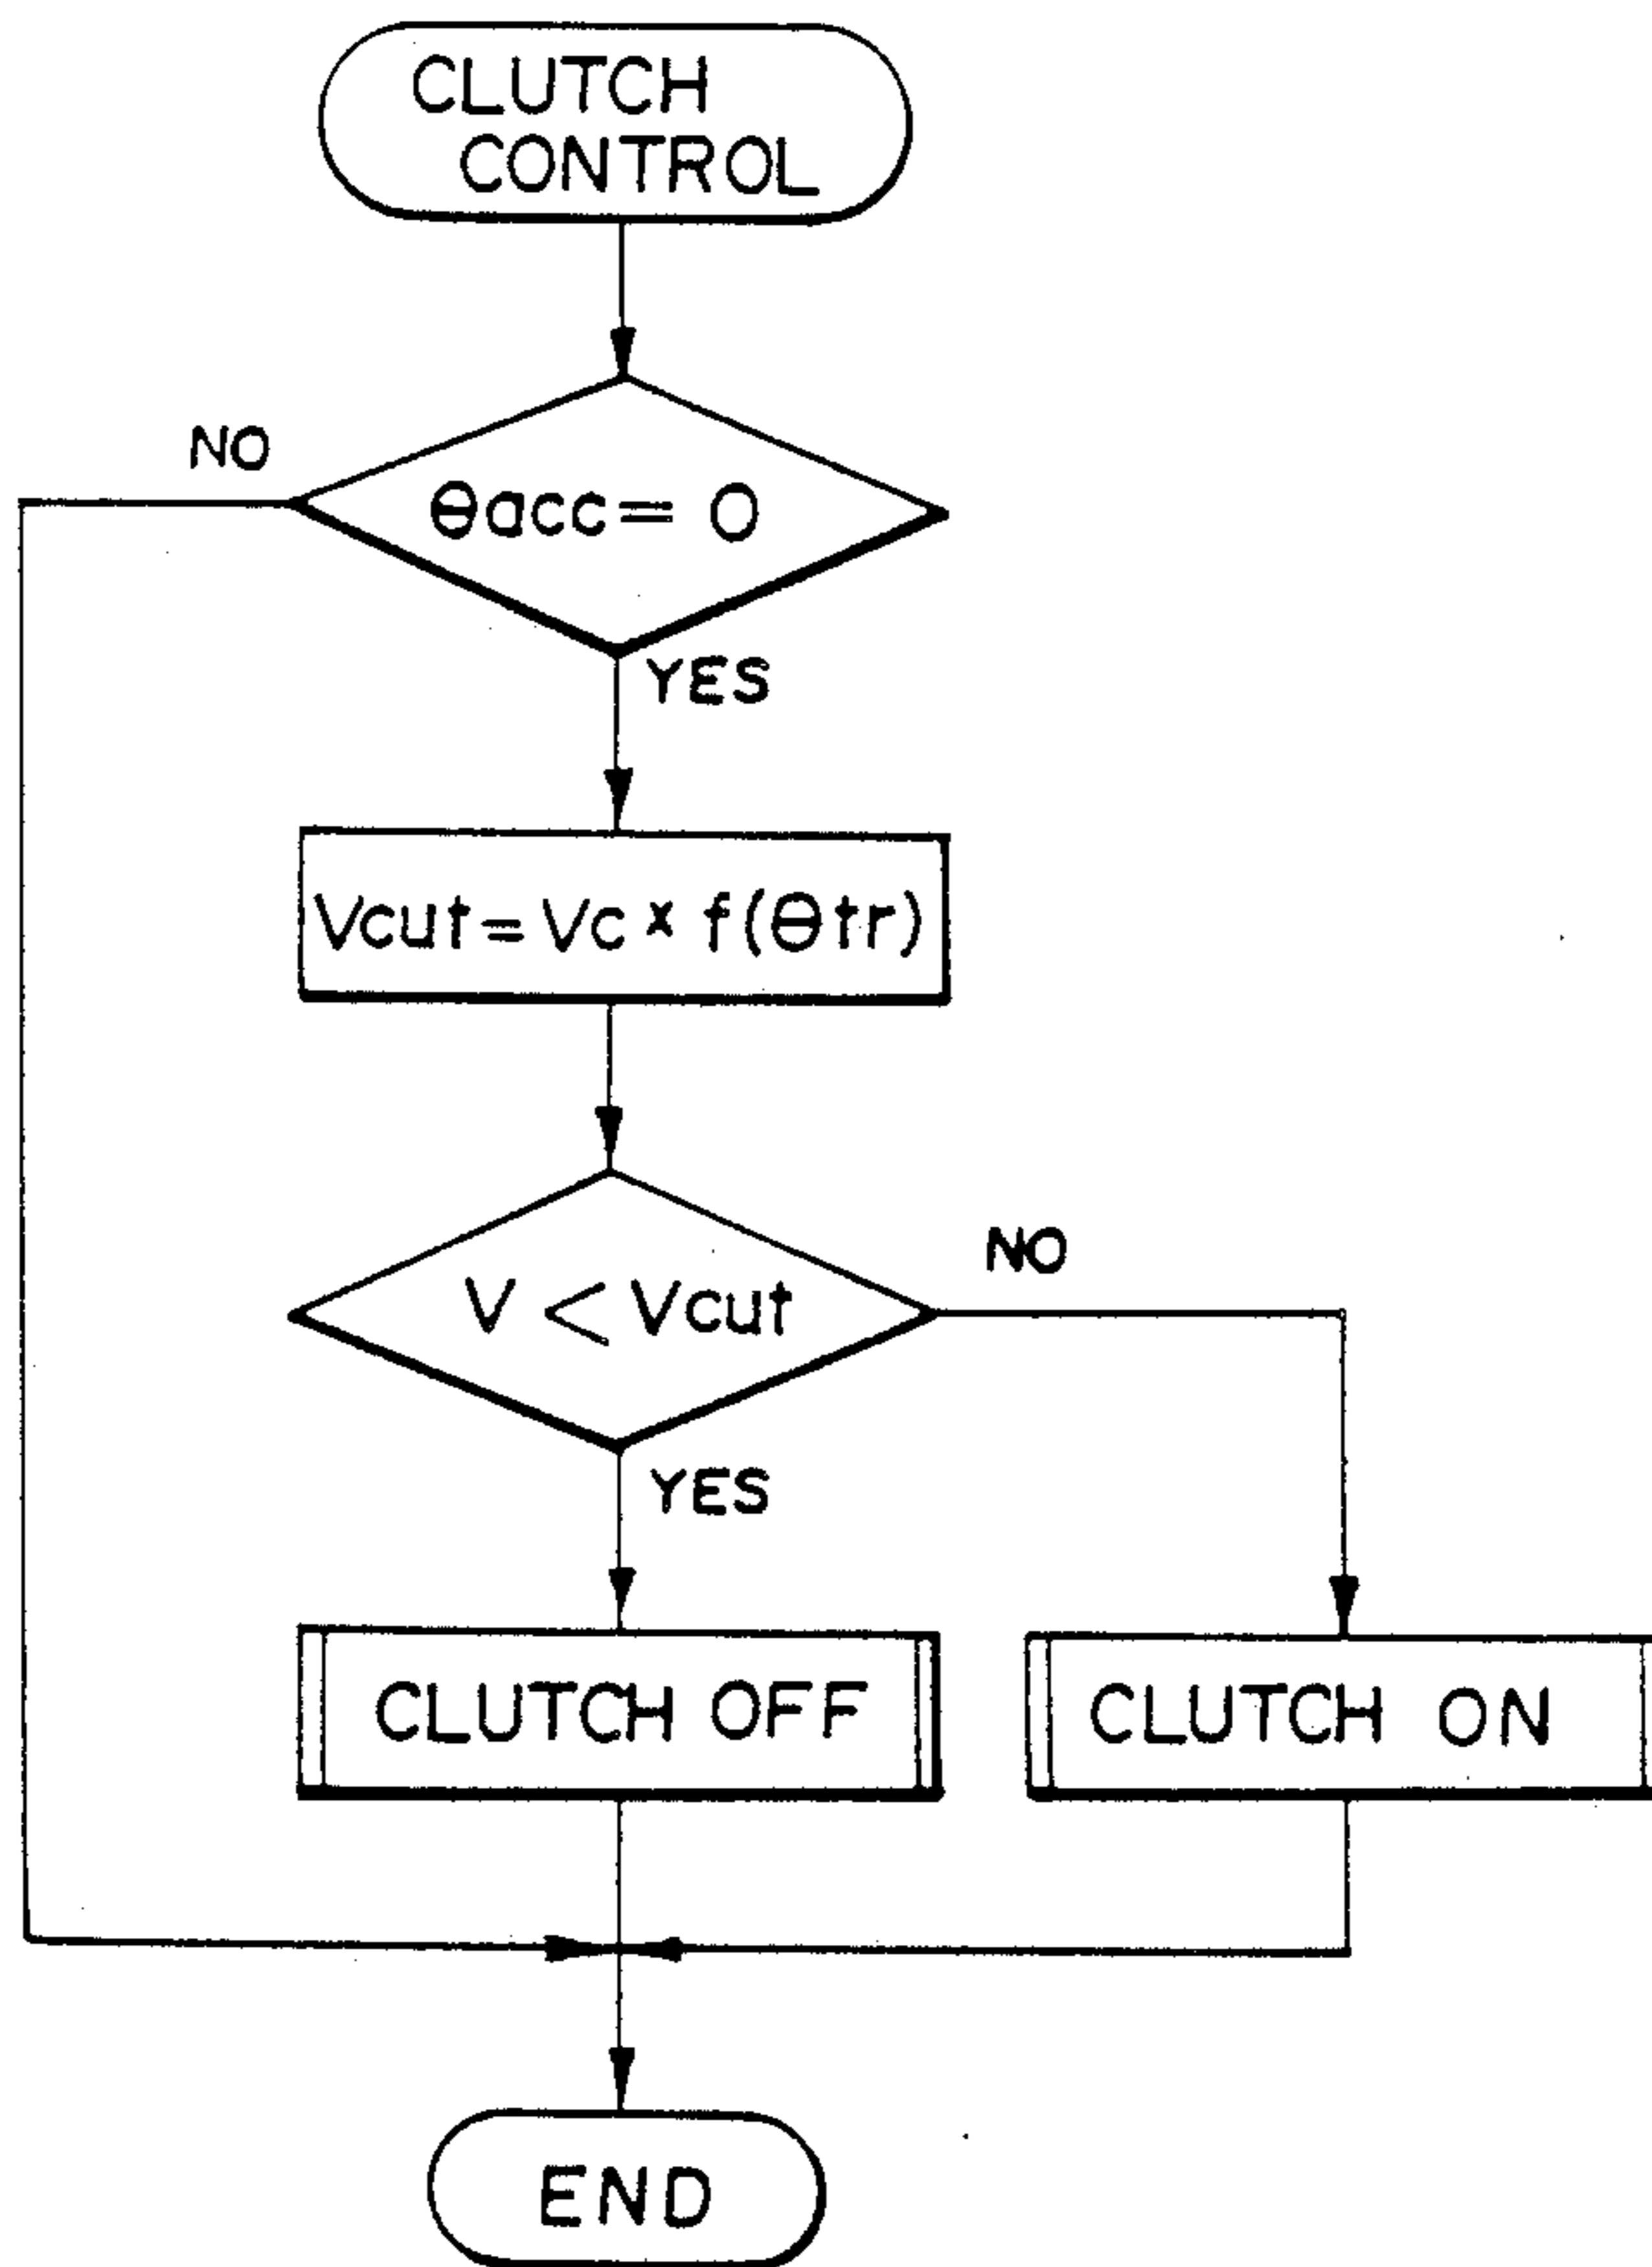 CLUTCH
CONTROL
NO
θacc = 0
YES
Vcut = Vc × f(θtr)
NO
V < Vcut
YES
CLUTCH OFF
CLUTCH ON
END